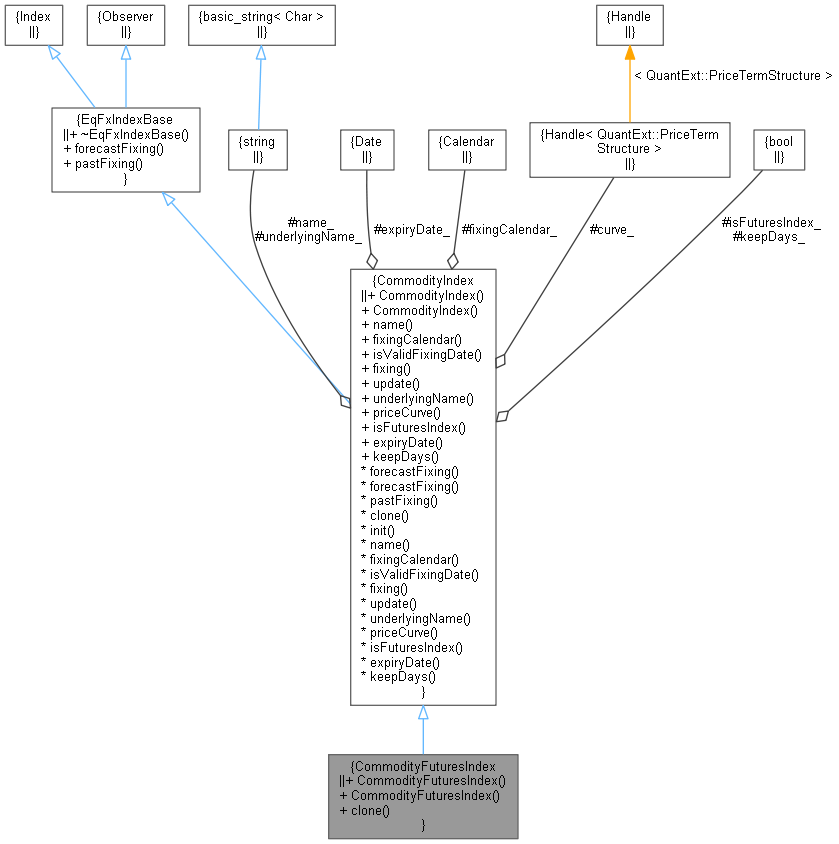 {Index
||}
{Observer
||}
{basic_string< Char >
||}
{Handle
||}
< QuantExt::PriceTermStructure >
{EqFxIndexBase
||+ ~EqFxIndexBase()
+ forecastFixing()
+ pastFixing()
}
{string
||}
{Date
||}
{Calendar
||}
{Handle< QuantExt::PriceTerm
Structure >
||}
{bool
||}
#name_
#underlyingName_
#expiryDate_
#fixingCalendar_
#curve_
#isFuturesIndex_
#keepDays_
{CommodityIndex
||+ CommodityIndex()
+ CommodityIndex()
+ name()
+ fixingCalendar()
+ isValidFixingDate()
+ fixing()
+ update()
+ underlyingName()
+ priceCurve()
+ isFuturesIndex()
+ expiryDate()
+ keepDays()
* forecastFixing()
* forecastFixing()
* pastFixing()
* clone()
* init()
* name()
* fixingCalendar()
* isValidFixingDate()
* fixing()
* update()
* underlyingName()
* priceCurve()
* isFuturesIndex()
* expiryDate()
* keepDays()
}
{CommodityFuturesIndex
||+ CommodityFuturesIndex()
+ CommodityFuturesIndex()
+ clone()
}